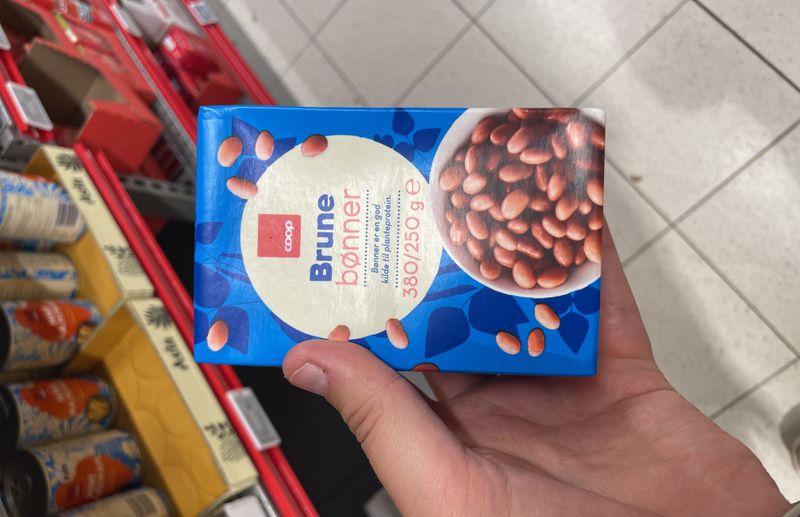 coop
Brune
bønner
Bønner er en god
kilde til planteprotein.
380/250 g e